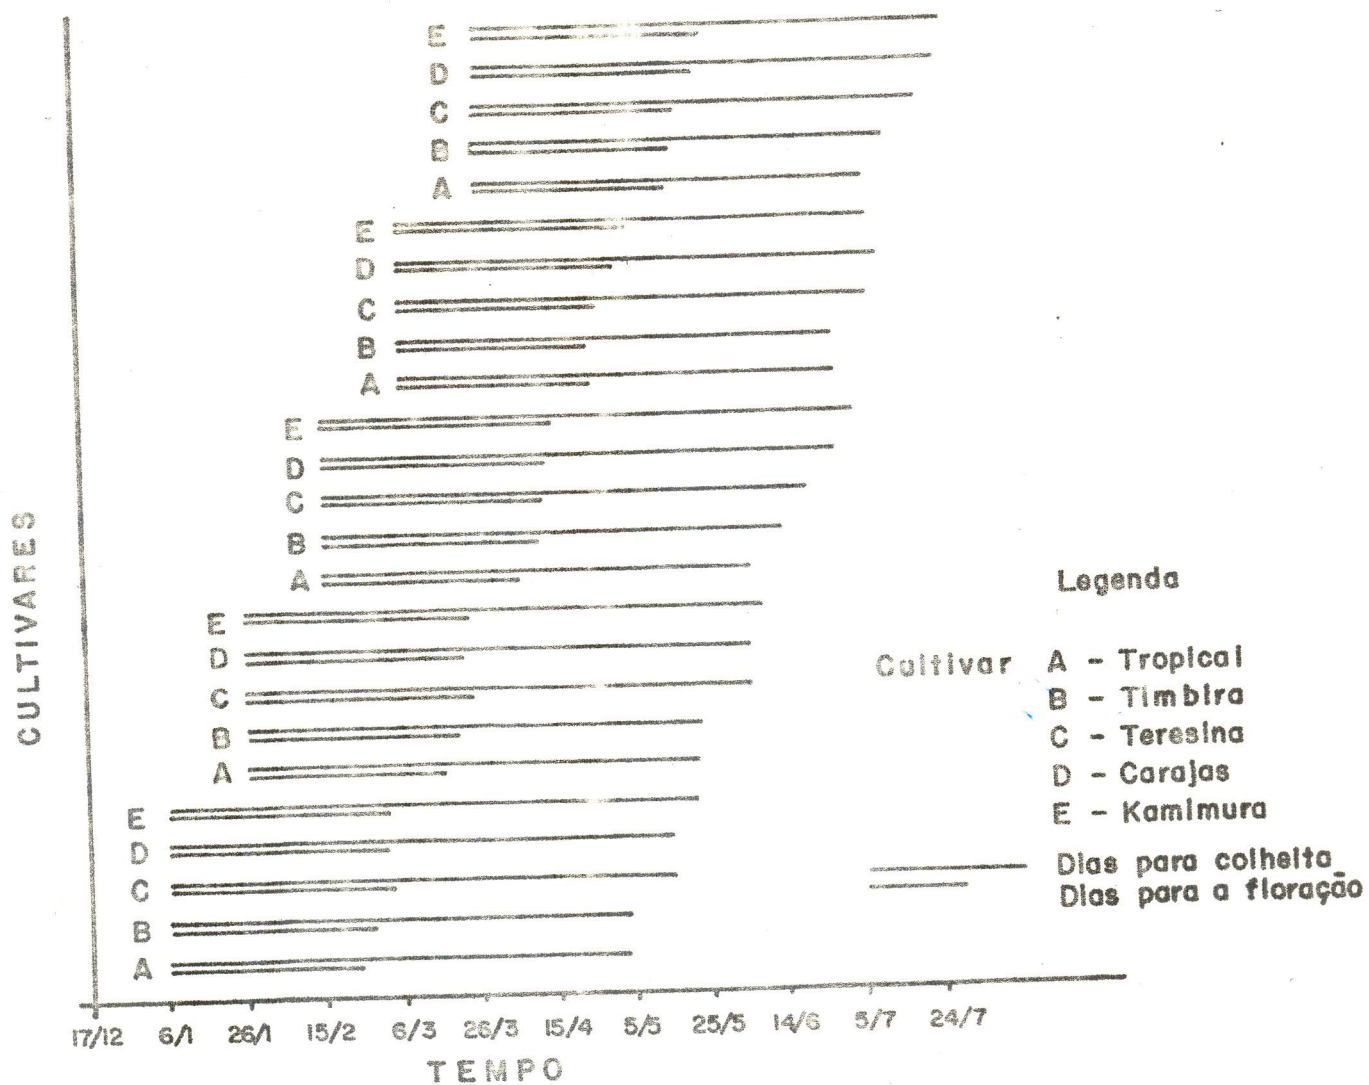 E
D
C
B
A
E
D
C
B
A
E
D
C
B
A
E
D
C
B
A
E
D
C
B
A
CULTIVARES
Legenda
Cultivar A - Tropical
B - Timbira
C - Teresina
D - Carajas
E - Kamimura
Dias para colheita
Dias para a floração
17/12 6/1 26/1 15/2 6/3 26/3 15/4 5/5 25/5 14/6 5/7 24/7
TEMPO